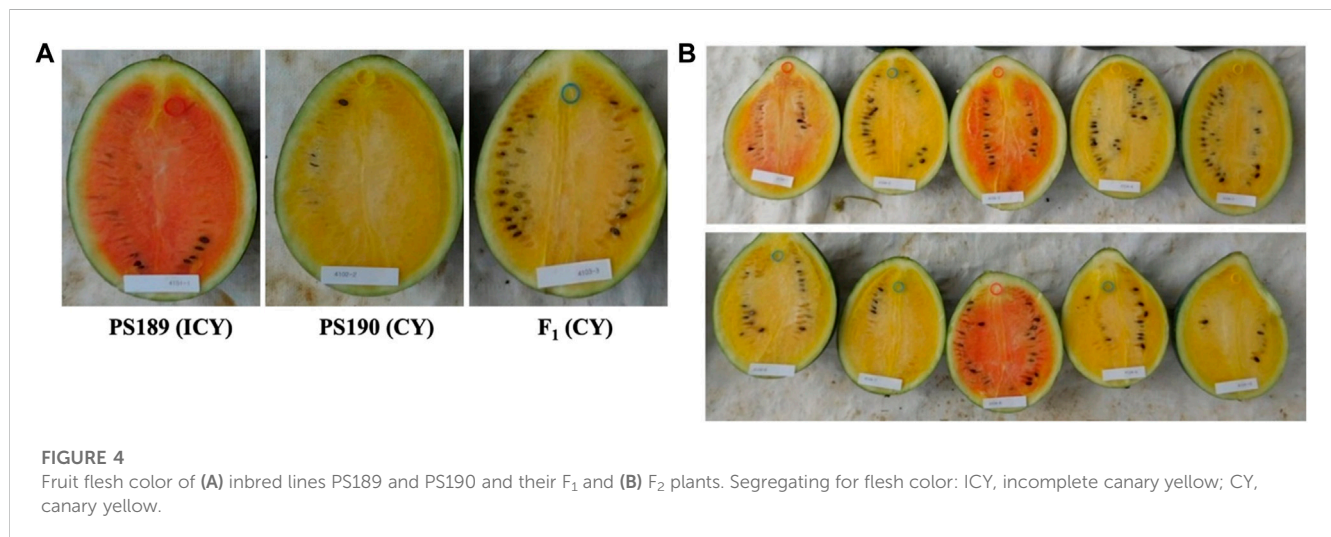 A
B
PS189 (ICY)
PS190 (CY)
F₁ (CY)
FIGURE 4
Fruit flesh color of (A) inbred lines PS189 and PS190 and their F₁ and (B) F₂ plants. Segregating for flesh color: ICY, incomplete canary yellow; CY,
canary yellow.